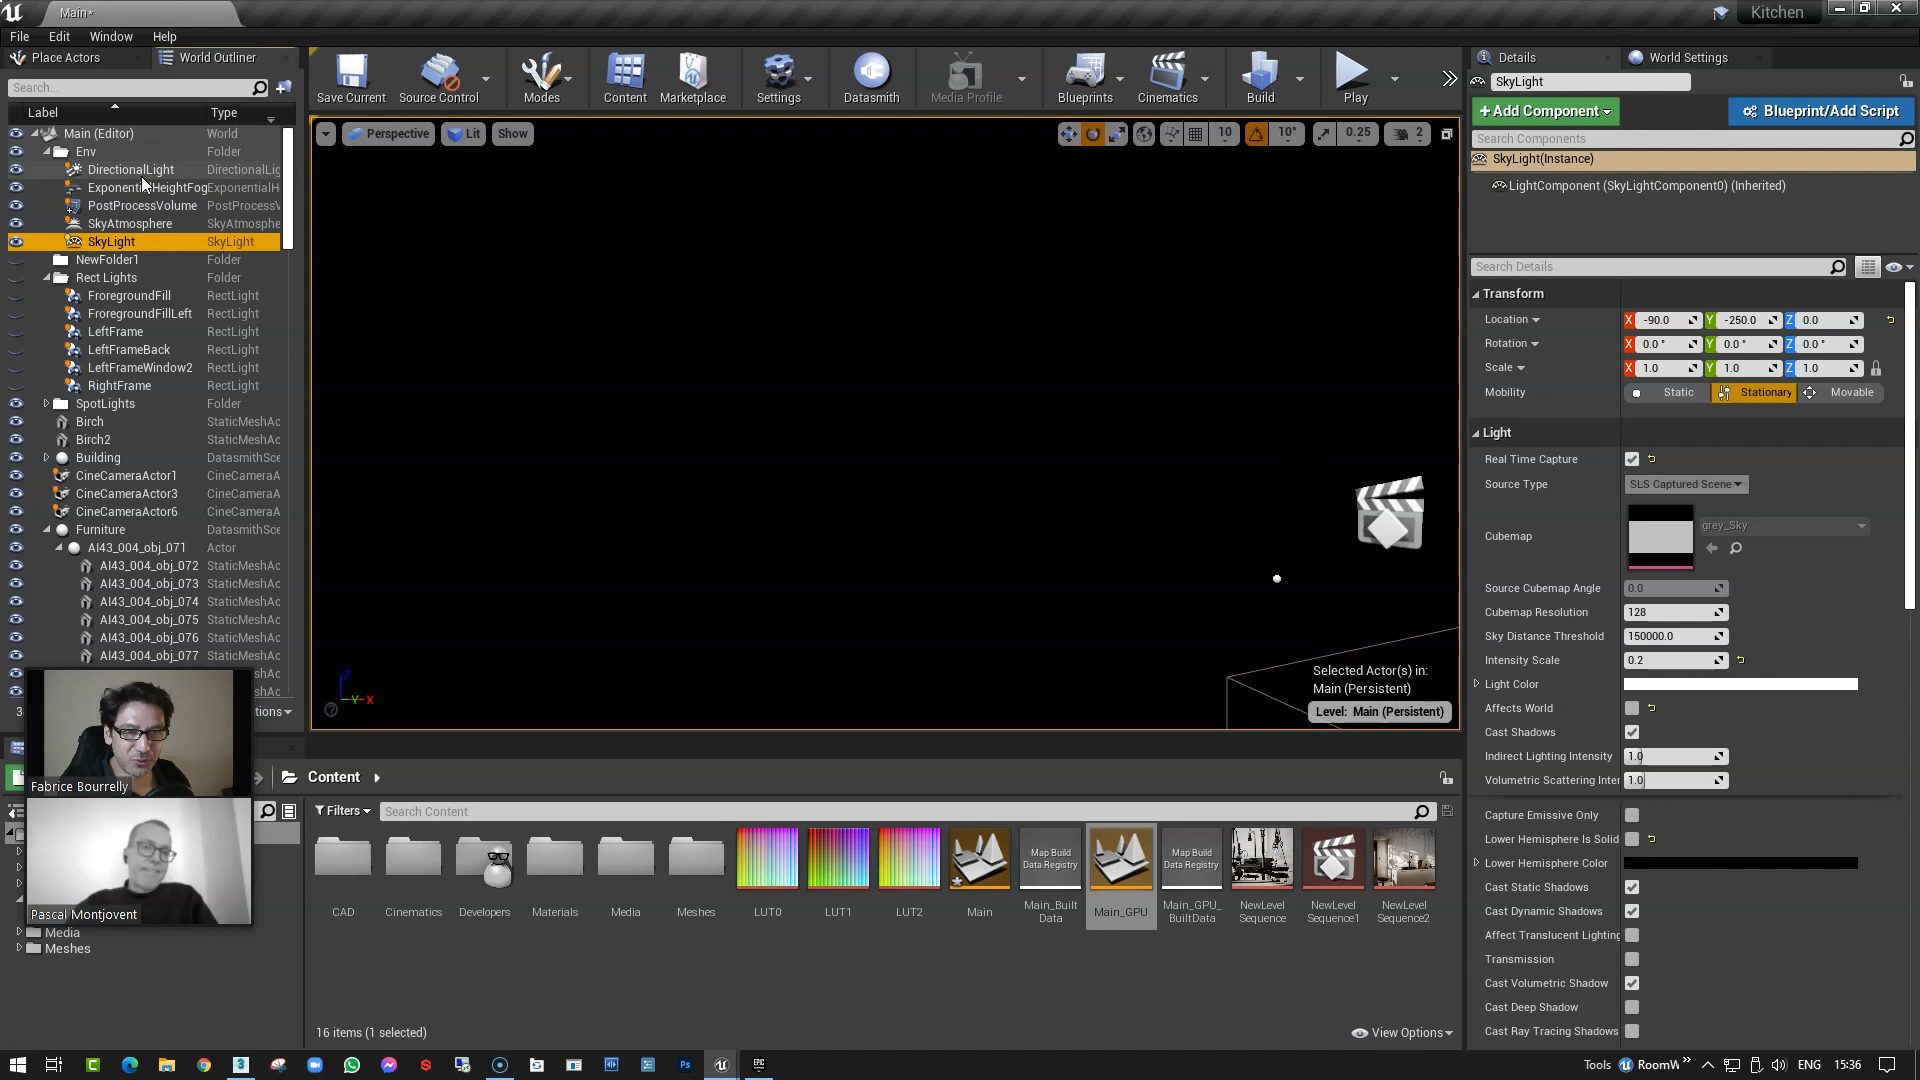 Main*
Kitchen
File Edit Window Help
Place Actors
World Outliner
Search...
Label Type
Main (Editor) World
Env Folder
DirectionalLight DirectionalLig
ExponentialHeightFog ExponentialH
PostProcessVolume PostProcessV
SkyAtmosphere SkyAtmosphe
SkyLight SkyLight
NewFolder1 Folder
Rect Lights Folder
FroregroundFill RectLight
FroregroundFillLeft RectLight
LeftFrame RectLight
LeftFrameBack RectLight
LeftFrameWindow2 RectLight
RightFrame RectLight
SpotLights Folder
Birch StaticMeshAc
Birch2 StaticMeshAc
Building DatasmithSce
CineCameraActor1 CineCameraA
CineCameraActor3 CineCameraA
CineCameraActor6 CineCameraA
Furniture DatasmithSce
AI43_004_obj_071 Actor
AI43_004_obj_072 StaticMeshAc
AI43_004_obj_073 StaticMeshAc
AI43_004_obj_074 StaticMeshAc
AI43_004_obj_075 StaticMeshAc
AI43_004_obj_076 StaticMeshAc
AI43_004_obj_077 StaticMeshAc
Fabrice Bourrelly
Pascal Montjovent
Media
Meshes
Save Current
Source Control
Modes
Content
Marketplace
Settings
Datasmith
Media Profile
Blueprints
Cinematics
Build
Play
Perspective
Lit
Show
10
10°
0.25
2
Z
Y X
Selected Actor(s) in:
Main (Persistent)
Level: Main (Persistent)
Content
Filters
Search Content
Map Build
Data Registry
Map Build
Data Registry
CAD
Cinematics
Developers
Materials
Media
Meshes
LUT0
LUT1
LUT2
Main
Main_Built
Data
Main_GPU
Main_GPU_
BuiltData
NewLevel
Sequence
NewLevel
Sequence1
NewLevel
Sequence2
16 items (1 selected)
View Options
Details
World Settings
SkyLight
+Add Component
Blueprint/Add Script
Search Components
SkyLight(Instance)
LightComponent (SkyLightComponent0) (Inherited)
Search Details
Transform
Location X -90.0 Y -250.0 Z 0.0
Rotation X 0.0 ° Y 0.0 ° Z 0.0 °
Scale X 1.0 Y 1.0 Z 1.0
Mobility Static Stationary Movable
Light
Real Time Capture
Source Type SLS Captured Scene
Cubemap grey_Sky
Source Cubemap Angle 0.0
Cubemap Resolution 128
Sky Distance Threshold 150000.0
Intensity Scale 0.2
Light Color
Affects World
Cast Shadows
Indirect Lighting Intensity 1.0
Volumetric Scattering Inter 1.0
Capture Emissive Only
Lower Hemisphere Is Solid
Lower Hemisphere Color
Cast Static Shadows
Cast Dynamic Shadows
Affect Translucent Lighting
Transmission
Cast Volumetric Shadow
Cast Deep Shadow
Cast Ray Tracing Shadows
Tools
RoomW
ENG
15:36